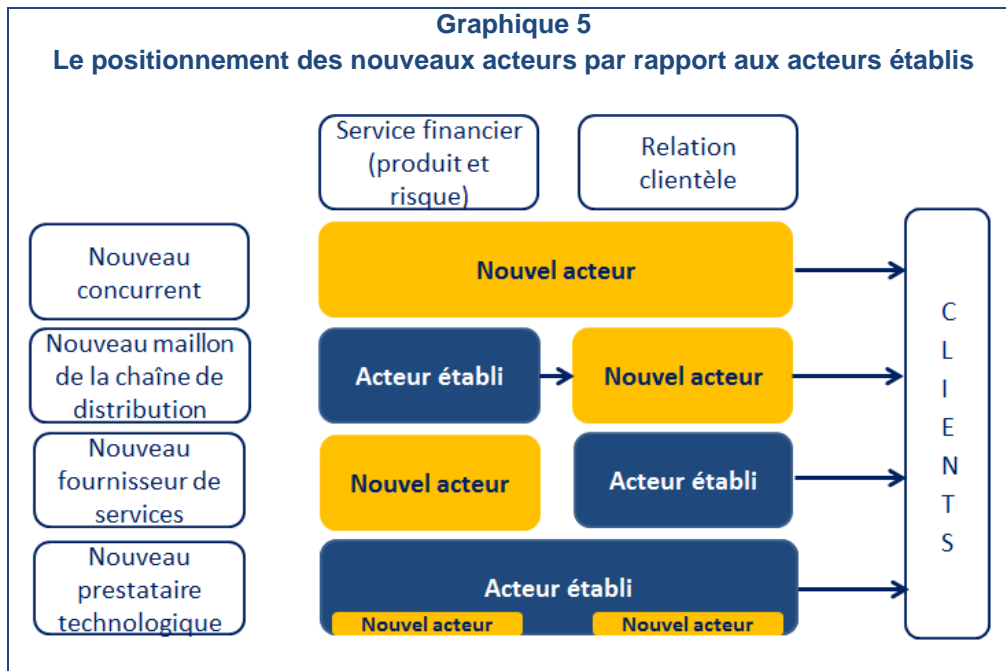 Graphique 5
Le positionnement des nouveaux acteurs par rapport aux acteurs établis
Service financier
(produit et
risque)
Relation
clientèle
Nouveau
concurrent
Nouvel acteur
Nouveau maillon
de la chaîne de
distribution
Acteur établi
Nouvel acteur
Nouveau
fournisseur de
services
Nouvel acteur
Acteur établi
Nouveau
prestataire
technologique
Acteur établi
Nouvel acteur
Nouvel acteur
C
L
I
E
N
T
S